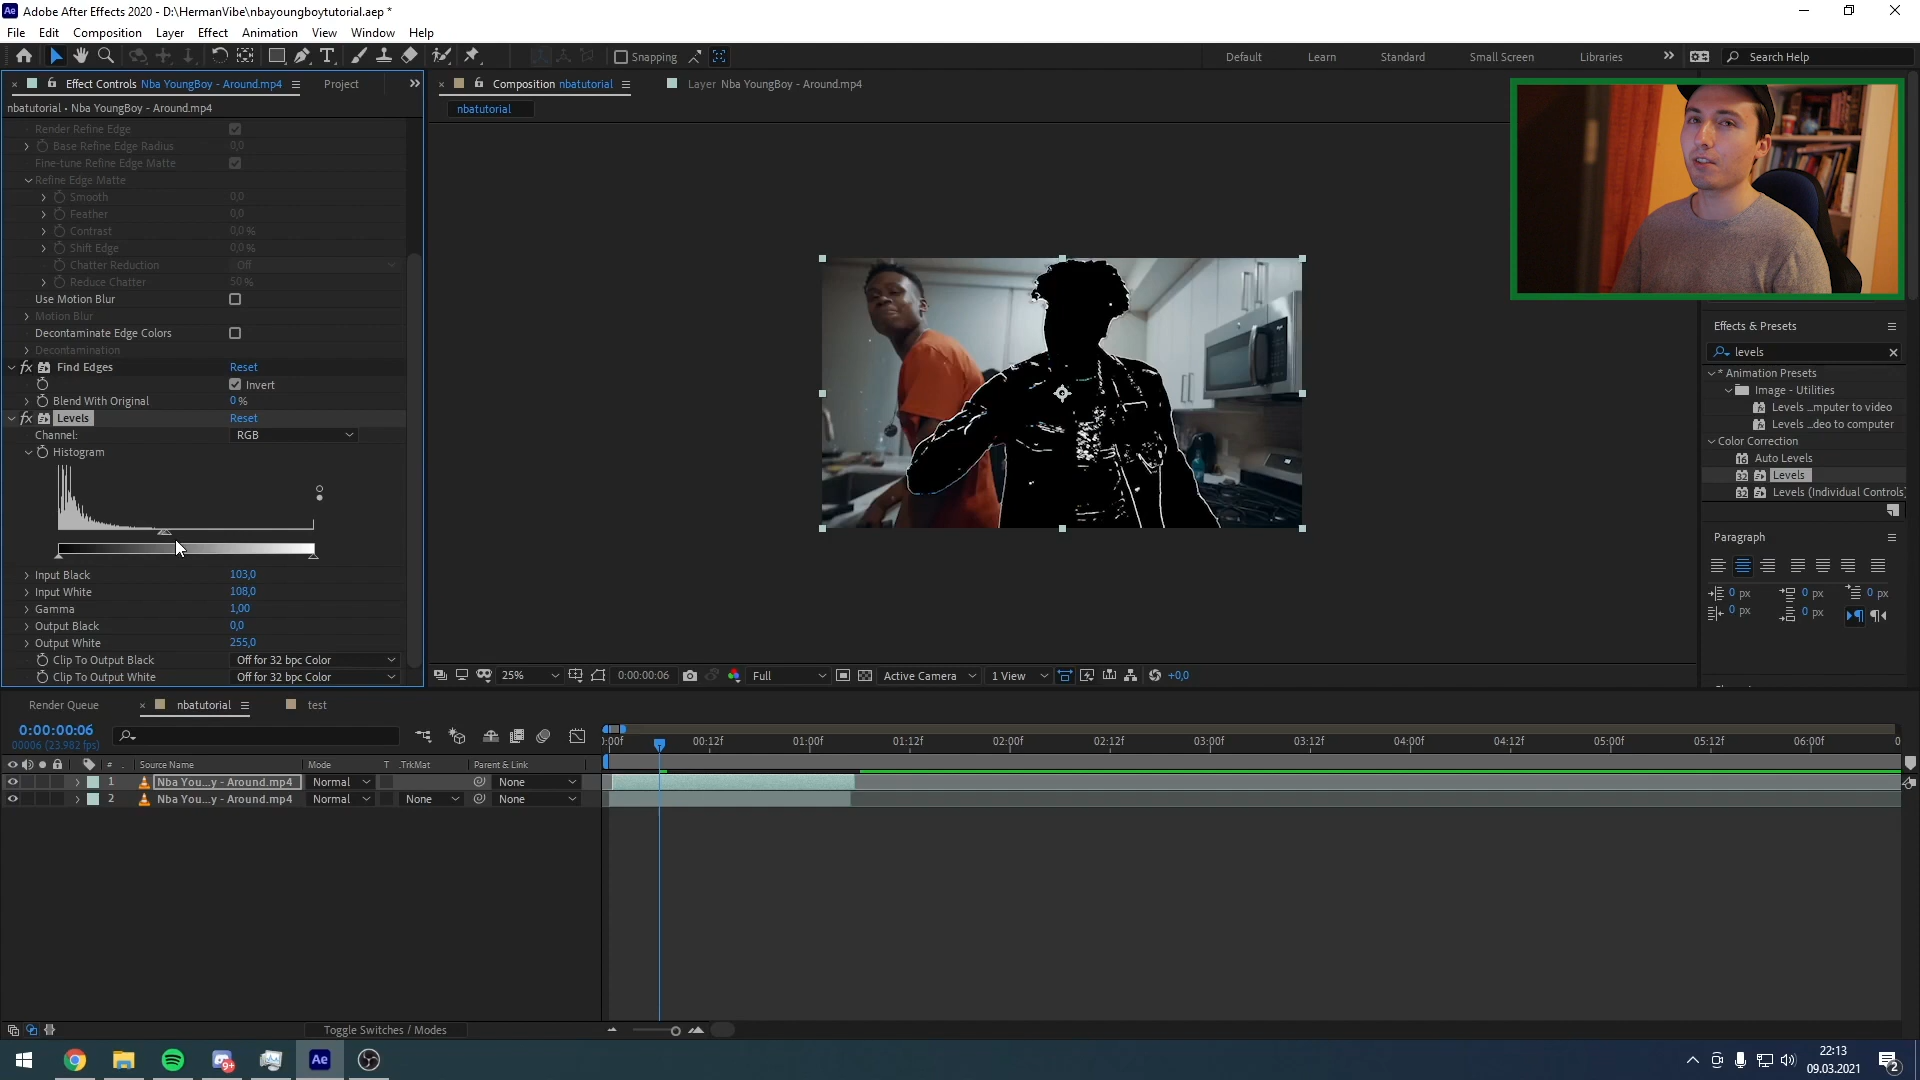 Adobe After Effects 2020 - D:\HermanVibe\nbayoungboytutorial.aep *
File Edit Composition Layer Effect Animation View Window Help
Snapping
Default Learn Standard Small Screen Libraries Search Help
Effect Controls Nba YoungBoy - Around.mp4 Project
Composition nbatutorial Layer Nba YoungBoy - Around.mp4
nbatutorial • Nba YoungBoy - Around.mp4
nbatutorial
Render Refine Edge
Base Refine Edge Radius 0,0
Fine-tune Refine Edge Matte
Refine Edge Matte
Smooth 0,0
Feather 0,0
Contrast 0,0 %
Shift Edge 0,0 %
Chatter Reduction Off
Reduce Chatter 50 %
Use Motion Blur
Motion Blur
Decontaminate Edge Colors
Decontamination
fx Find Edges Reset
Invert
Blend With Original 0 %
fx Levels Reset
Channel: RGB
Histogram
Input Black 103,0
Input White 108,0
Gamma 1,00
Output Black 0,0
Output White 255,0
Clip To Output Black Off for 32 bpc Color
Clip To Output White Off for 32 bpc Color
Effects & Presets
levels
* Animation Presets
Image - Utilities
Levels ...mputer to video
Levels ...deo to computer
Color Correction
16 Auto Levels
32 Levels
32 Levels (Individual Controls)
Paragraph
0 px 0 px 0 px
0 px 0 px
25% 0:00:00:06 Full Active Camera 1 View +0,0
Render Queue nbatutorial test
0:00:00:06
00006 (23.982 fps)
:00f 00:12f 01:00f 01:12f 02:00f 02:12f 03:00f 03:12f 04:00f 04:12f 05:00f 05:12f 06:00f 0
# Source Name Mode T .TrkMat Parent & Link
1 Nba You...y - Around.mp4 Normal None
2 Nba You...y - Around.mp4 Normal None None
Toggle Switches / Modes
9+
Ae
22:13
09.03.2021
2